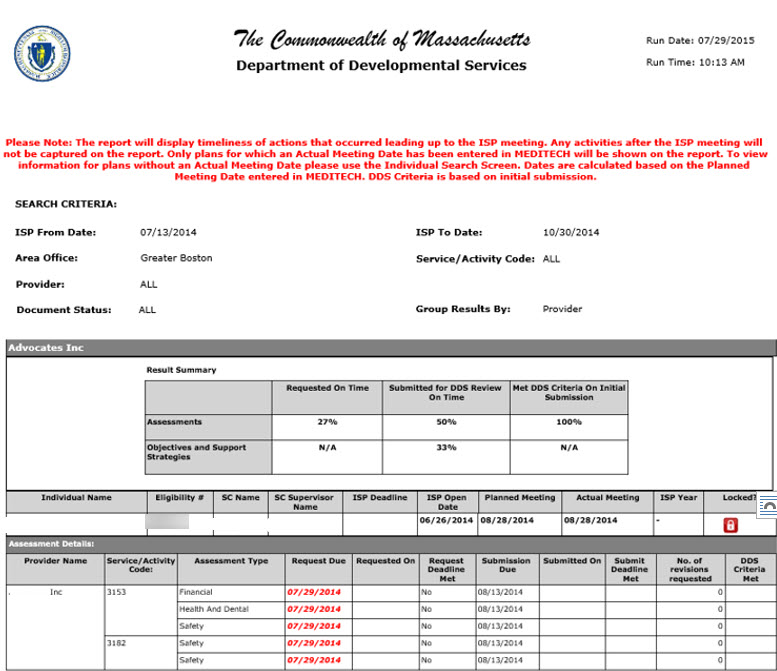 The Commonwealth of Massachusetts
Department of Developmental Services
Run Date: 07/29/2015
Run Time: 10:13 AM
Please Note: The report will display timeliness of actions that occurred leading up to the ISP meeting. Any activities after the ISP meeting will
not be captured on the report. Only plans for which an Actual Meeting Date has been entered in MEDITECH will be shown on the report. To view
information for plans without an Actual Meeting Date please use the Individual Search Screen. Dates are calculated based on the Planned
Meeting Date entered in MEDITECH. DDS Criteria is based on initial submission.
SEARCH CRITERIA:
ISP From Date: 07/13/2014 ISP To Date: 10/30/2014
Area Office: Greater Boston Service/Activity Code: ALL
Provider: ALL
Document Status: ALL Group Results By: Provider
Advocates Inc
Result Summary
Requested On Time Submitted for DDS Review On Time Met DDS Criteria On Initial Submission
Assessments 27% 50% 100%
Objectives and Support Strategies N/A 33% N/A
Individual Name Eligibility # SC Name SC Supervisor Name ISP Deadline ISP Open Date Planned Meeting Actual Meeting ISP Year Locked?
06/26/2014 08/28/2014 08/28/2014 -
Assessment Details:
Provider Name Service/Activity Code: Assessment Type Request Due Requested On Request Deadline Met Submission Due Submitted On Submit Deadline Met No. of revisions requested DDS Criteria Met
Inc 3153 Financial 07/29/2014 No 08/13/2014 0
Health And Dental 07/29/2014 No 08/13/2014 0
Safety 07/29/2014 No 08/13/2014 0
3182 Safety 07/29/2014 No 08/13/2014 0
Safety 07/29/2014 No 08/13/2014 0